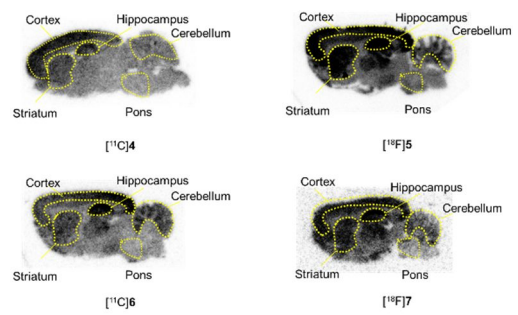 Cortex
Hippocampus
Cerebellum
Striatum
Pons
[¹¹C]4
Cortex
Hippocampus
Cerebellum
Striatum
Pons
[¹⁸F]5
Cortex
Hippocampus
Cerebellum
Striatum
Pons
[¹¹C]6
Cortex
Hippocampus
Cerebellum
Striatum
Pons
[¹⁸F]7